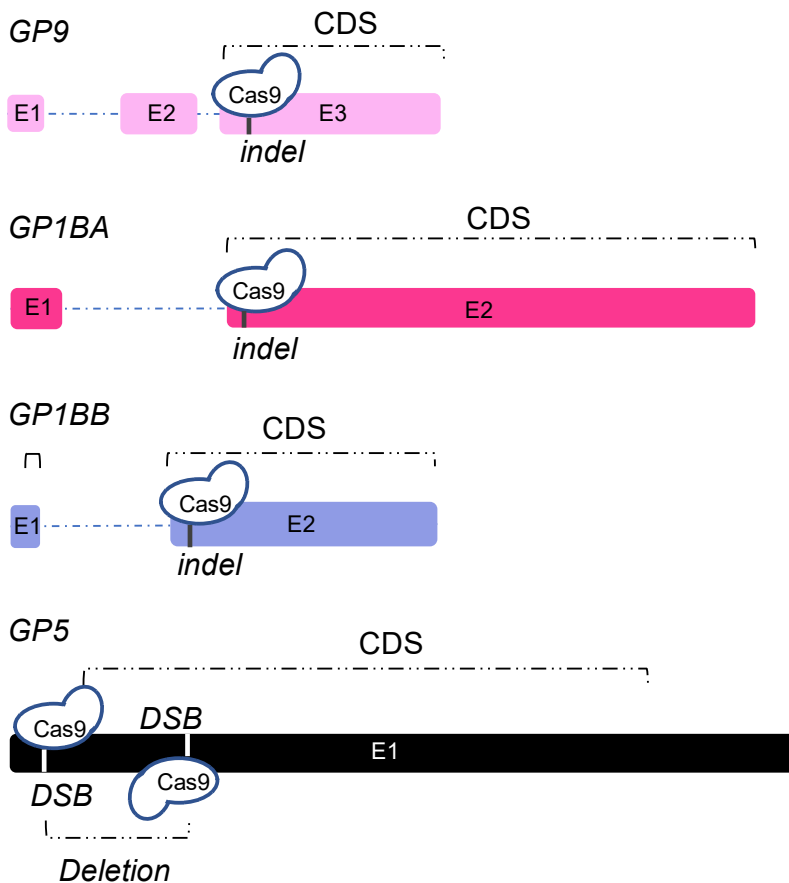 GP9
CDS
Cas9
E1
E2
E3
indel
GP1BA
CDS
Cas9
E1
E2
indel
GP1BB
CDS
Cas9
E1
E2
indel
GP5
CDS
Cas9
DSB
E1
DSB
Cas9
Deletion